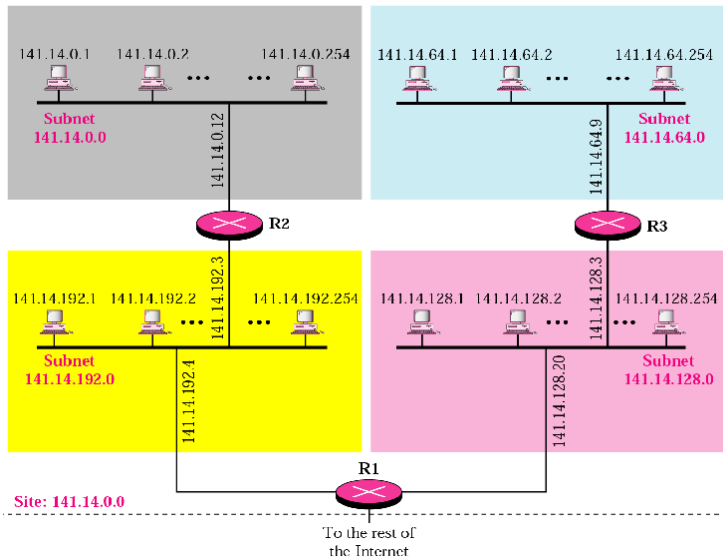 141.14.0.1
141.14.0.2
141.14.0.254
Subnet
141.14.0.0
141.14.0.12
R2
141.14.64.1
141.14.64.2
141.14.64.254
Subnet
141.14.64.0
141.14.64.9
R3
141.14.192.1
141.14.192.2
141.14.192.3
141.14.192.254
Subnet
141.14.192.0
141.14.192.4
141.14.128.1
141.14.128.2
141.14.128.3
141.14.128.254
Subnet
141.14.128.0
141.14.128.20
R1
Site: 141.14.0.0
To the rest of
the Internet